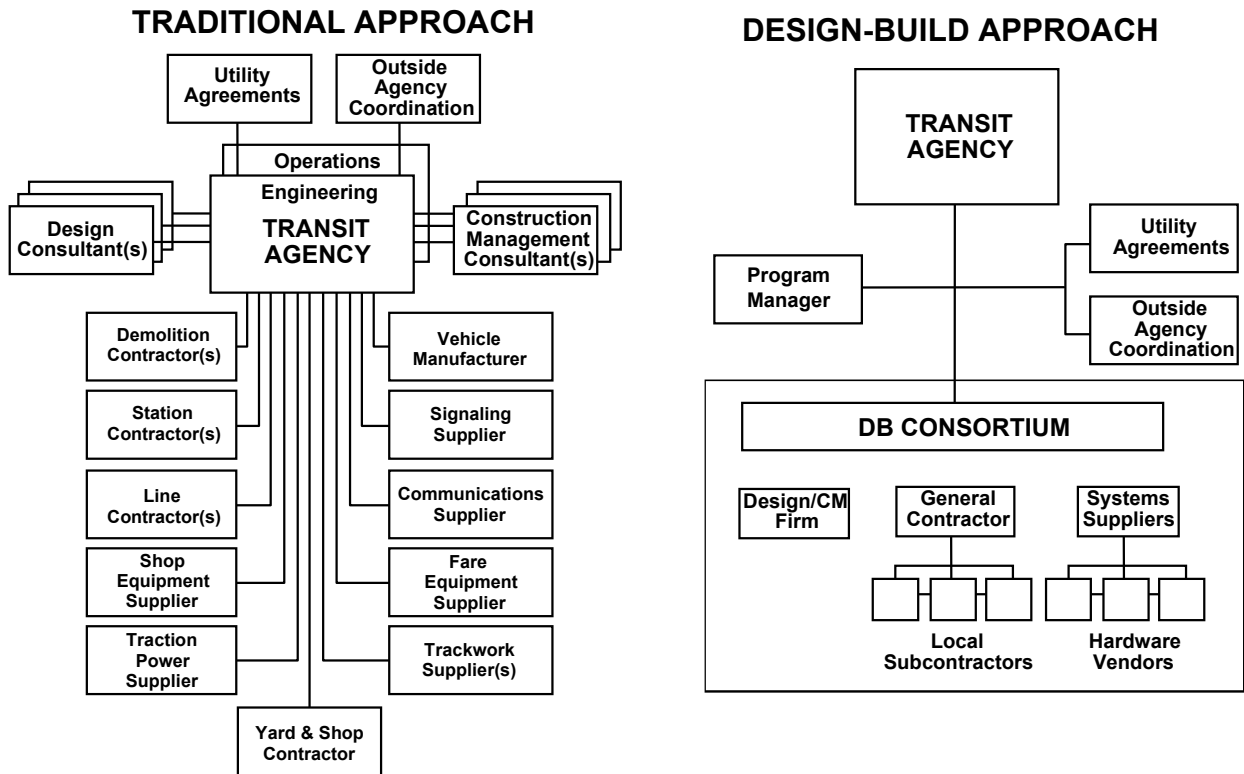 TRADITIONAL APPROACH
Utility
Agreements
Outside
Agency
Coordination
Operations
Engineering
TRANSIT
AGENCY
Design
Consultant(s)
Construction
Management
Consultant(s)
Demolition
Contractor(s)
Vehicle
Manufacturer
Station
Contractor(s)
Signaling
Supplier
Line
Contractor(s)
Communications
Supplier
Shop
Equipment
Supplier
Fare
Equipment
Supplier
Traction
Power
Supplier
Trackwork
Supplier(s)
Yard & Shop
Contractor
DESIGN-BUILD APPROACH
TRANSIT
AGENCY
Program
Manager
Utility
Agreements
Outside
Agency
Coordination
DB CONSORTIUM
Design/CM
Firm
General
Contractor
Systems
Suppliers
Local
Subcontractors
Hardware
Vendors